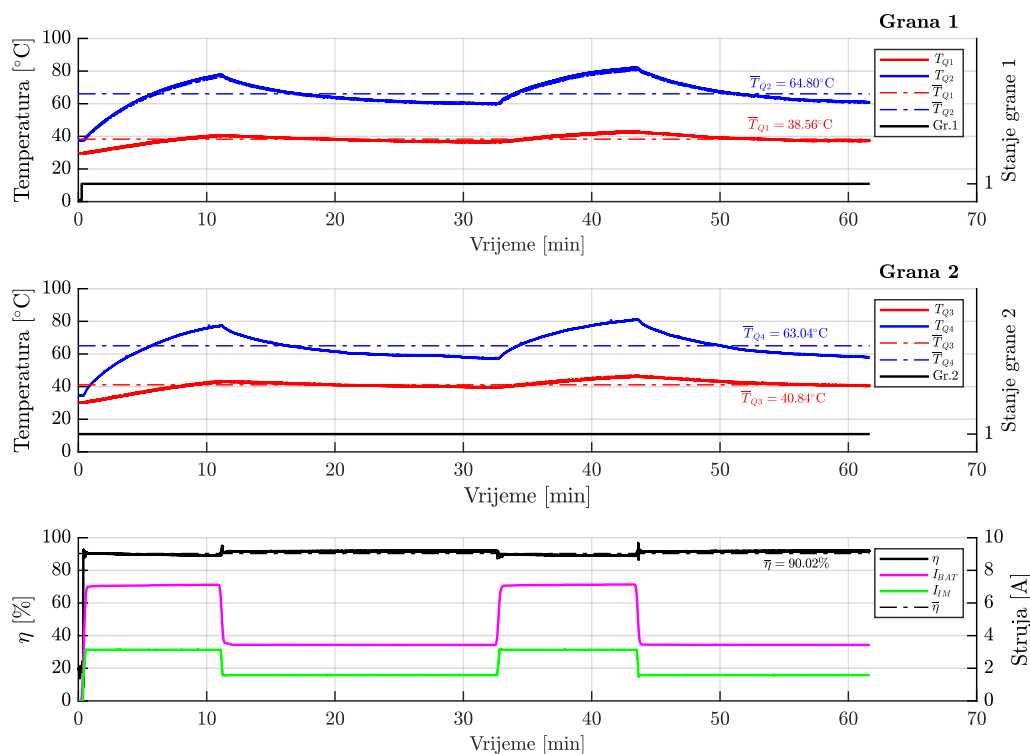 Grana 1
Temperatura [°C]
100
80
60
40
20
0
0 10 20 30 40 50 60 70
Vrijeme [min]
T̅_Q2 = 64.80°C
T̅_Q1 = 38.56°C
T_Q1
T_Q2
T̅_Q1
T̅_Q2
Gr.1
1
Stanje grane 1
Grana 2
Temperatura [°C]
100
80
60
40
20
0
0 10 20 30 40 50 60 70
Vrijeme [min]
T̅_Q4 = 63.04°C
T̅_Q3 = 40.84°C
T_Q3
T_Q4
T̅_Q3
T̅_Q4
Gr.2
1
Stanje grane 2
η [%]
100
80
60
40
20
0
0 10 20 30 40 50 60 70
Vrijeme [min]
η̅ = 90.02%
η
I_BAT
I_IM
η̅
10
8
6
4
2
0
Struja [A]